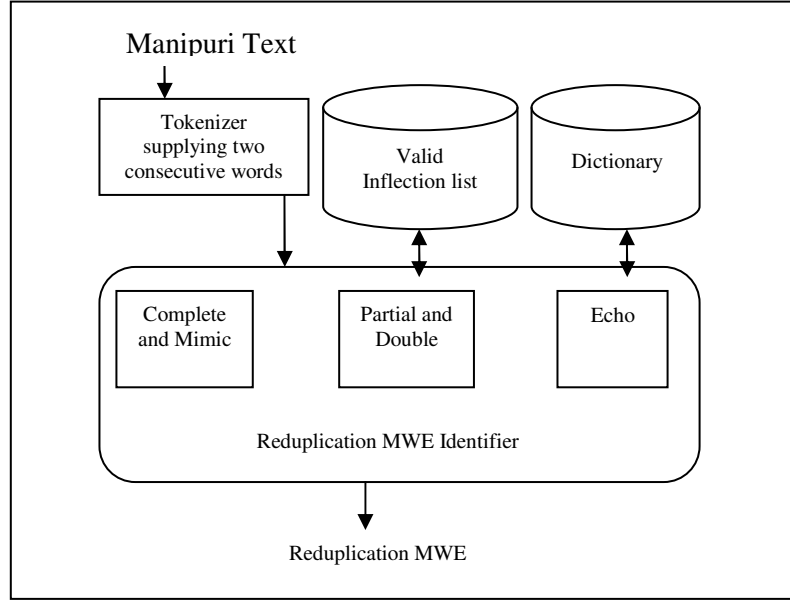 Manipuri Text
Tokenizer
supplying two
consecutive words
Valid
Inflection list
Dictionary
Complete
and Mimic
Partial and
Double
Echo
Reduplication MWE Identifier
Reduplication MWE